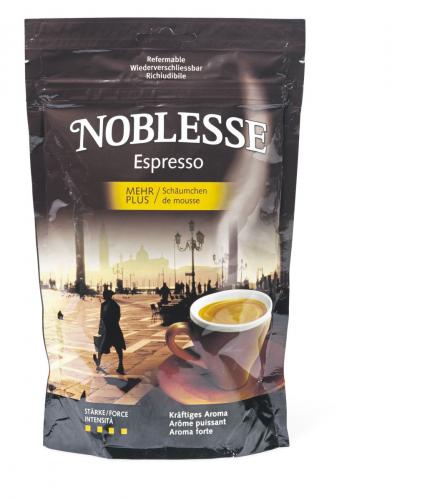 Refermable
Wiederverschliessbar
Richiudibile
NOBLESSE
Espresso
MEHR / Schäumchen
PLUS / de mousse
STÄRKE/FORCE
INTENSITÀ
Kräftiges Aroma
Arôme puissant
Aroma forte